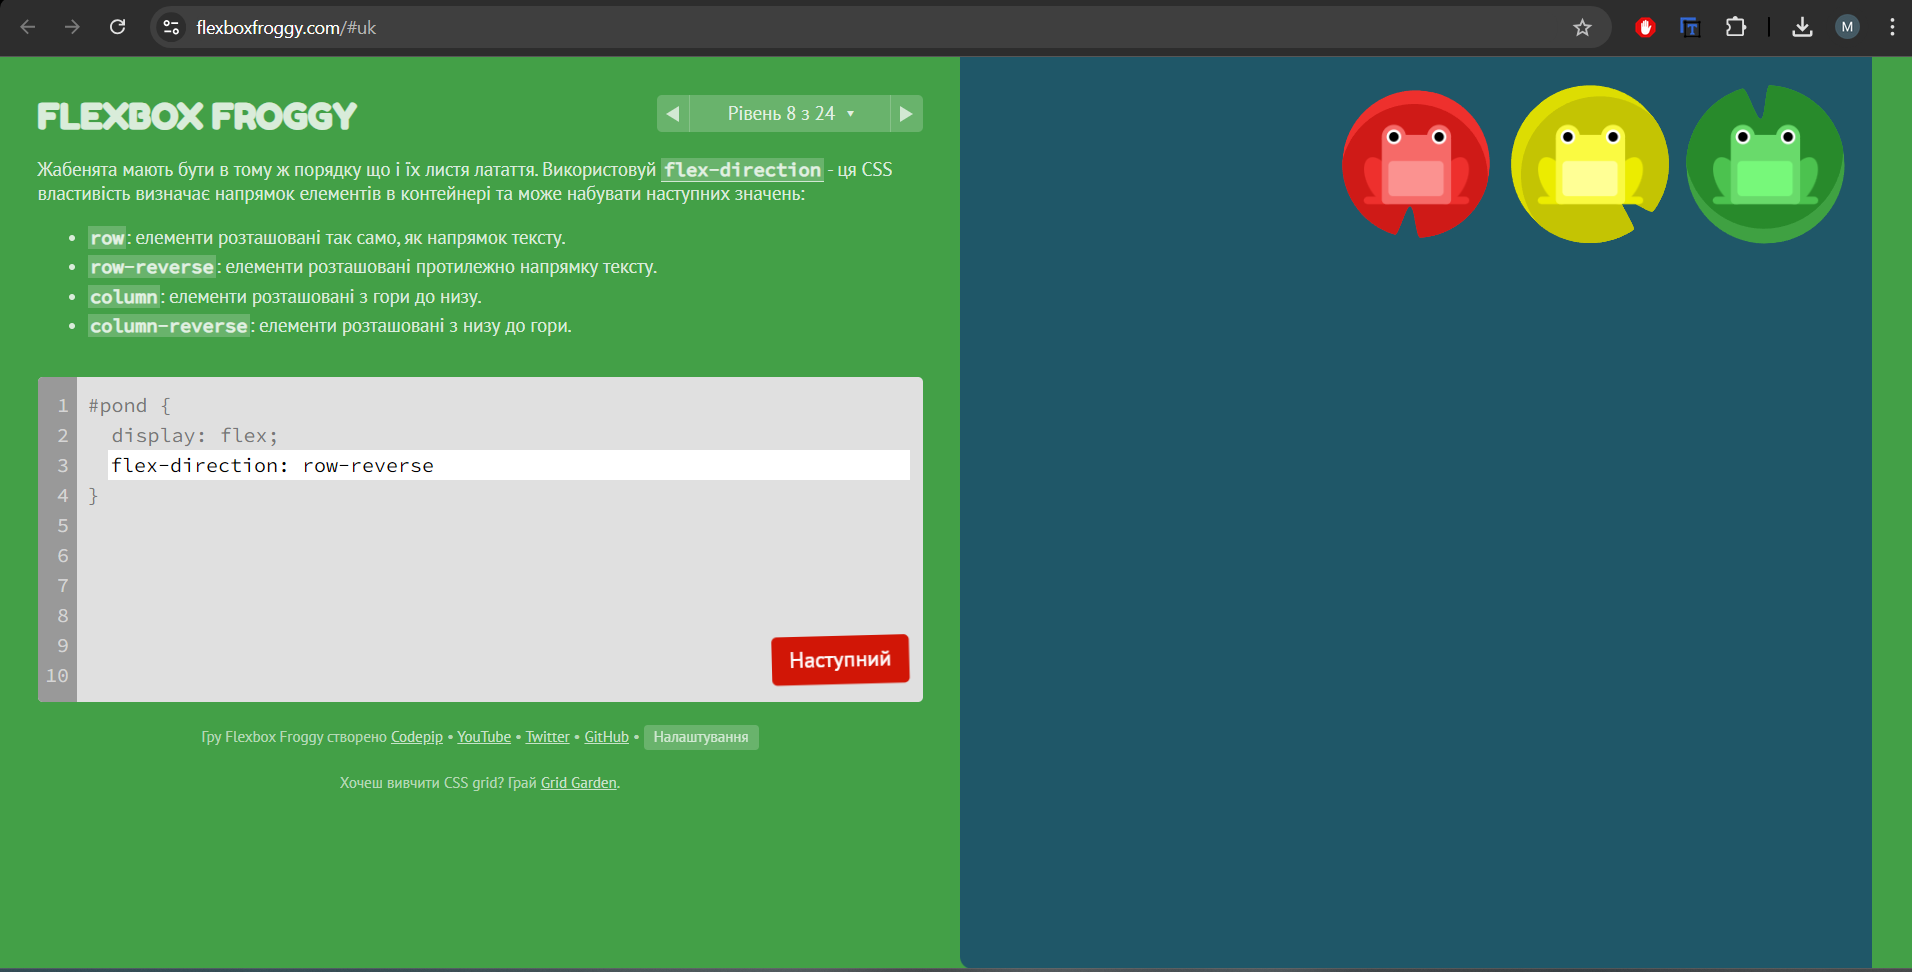 flexboxfroggy.com/#uk
M
FLEXBOX FROGGY
Рівень 8 з 24
Жабенята мають бути в тому ж порядку що і їх листя латаття. Використовуй flex-direction - ця CSS
властивість визначає напрямок елементів в контейнері та може набувати наступних значень:
• row: елементи розташовані так само, як напрямок тексту.
• row-reverse: елементи розташовані протилежно напрямку тексту.
• column: елементи розташовані з гори до низу.
• column-reverse: елементи розташовані з низу до гори.
1 #pond {
2 display: flex;
3 flex-direction: row-reverse
4 }
5
6
7
8
9
10
Наступний
Гру Flexbox Froggy створено Codepip • YouTube • Twitter • GitHub • Налаштування
Хочеш вивчити CSS grid? Грай Grid Garden.